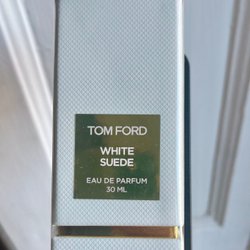 TOM FORD
WHITE
SUEDE
EAU DE PARFUM
30 ML